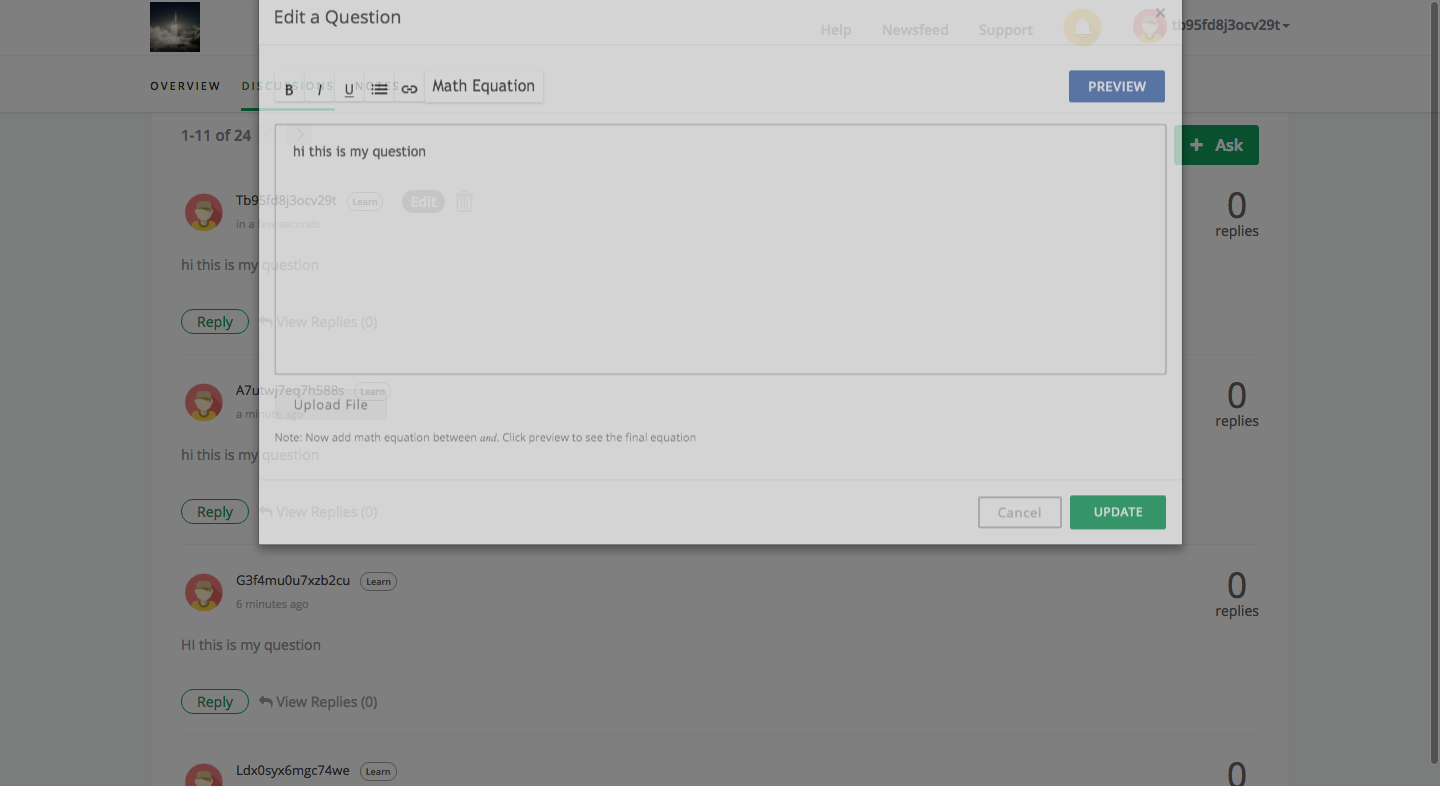 Edit a Question
×
Help Newsfeed Support tb95fd8j3ocv29t
OVERVIEW DISCUSSIONS NOTES
B I U Math Equation PREVIEW
1-11 of 24
+ Ask
hi this is my question
Tb95fd8j3ocv29t Learn Edit
in a few seconds
0
replies
hi this is my question
Reply View Replies (0)
A7utwj7eq7h588s Learn
Upload File
a minute ago
0
replies
Note: Now add math equation between and. Click preview to see the final equation
hi this is my question
Reply View Replies (0)
Cancel UPDATE
G3f4mu0u7xzb2cu Learn
6 minutes ago
0
replies
HI this is my question
Reply View Replies (0)
Ldx0syx6mgc74we Learn
0